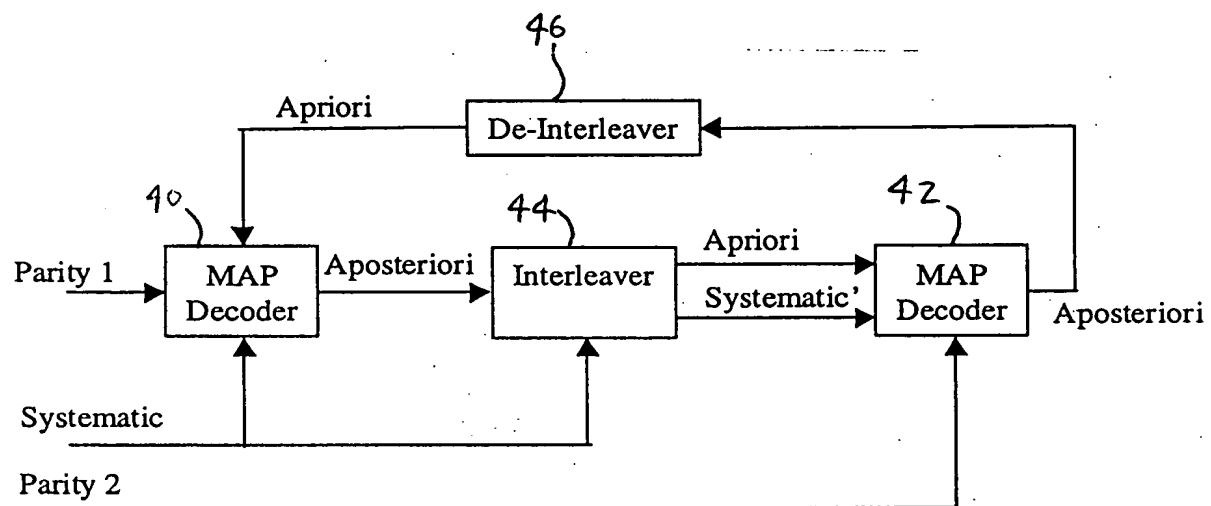 46
Apriori
De-Interleaver
40
44
42
Parity 1
MAP
Decoder
Aposteriori
Interleaver
Apriori
Systematic’
MAP
Decoder
Aposteriori
Systematic
Parity 2